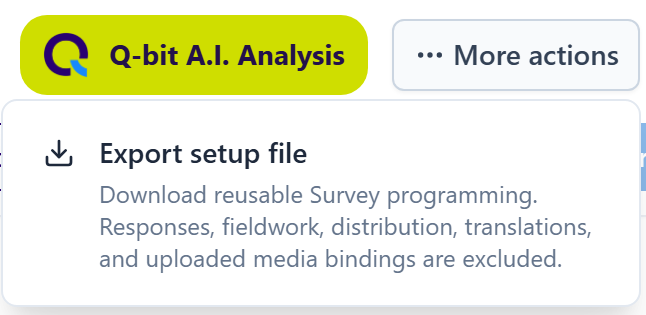 Q-bit A.I. Analysis
··· More actions
Export setup file
Download reusable Survey programming.
Responses, fieldwork, distribution, translations,
and uploaded media bindings are excluded.